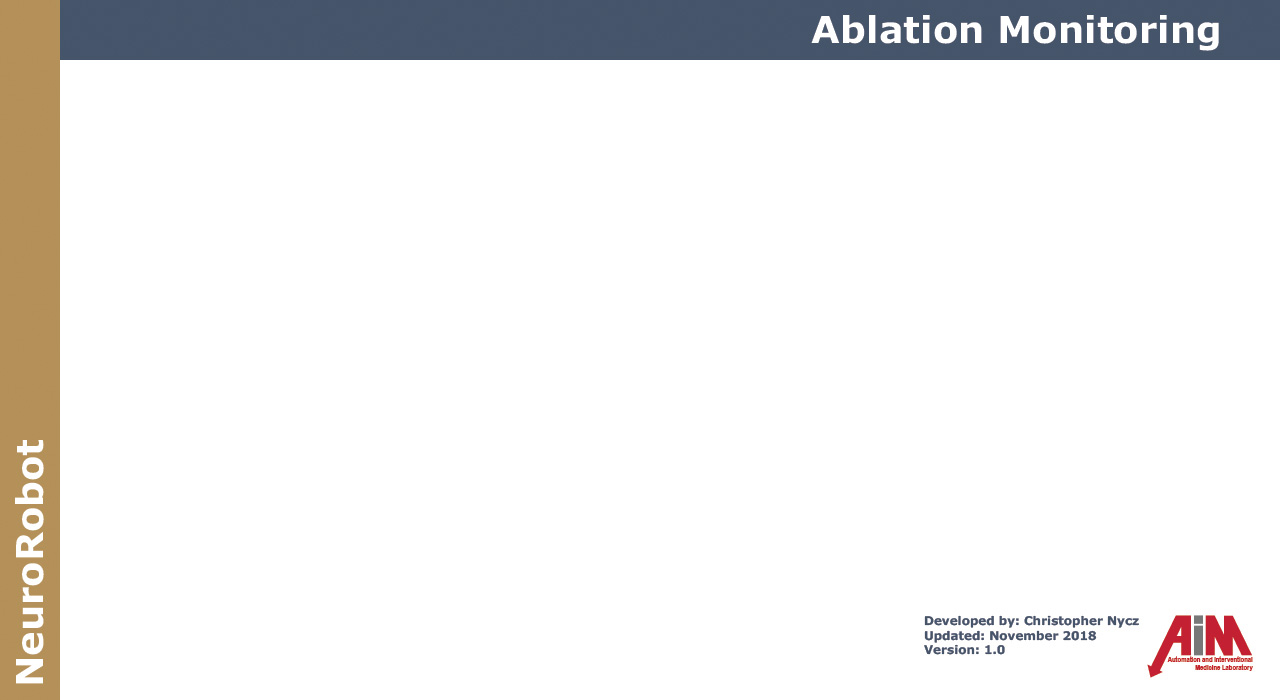 Ablation Monitoring
NeuroRobot
Developed by: Christopher Nycz
Updated: November 2018
Version: 1.0
AiM
Automation and Interventional
Medicine Laboratory